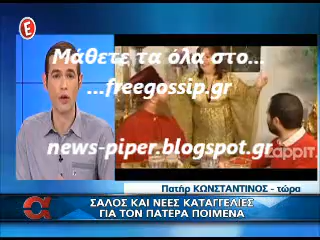 E
Μάθετε τα όλα στο...
...freegossip.gr
zappit
news-piper.blogspot.gr
Πατήρ ΚΩΝΣΤΑΝΤΙΝΟΣ - τώρα
ΣΑΛΟΣ ΚΑΙ ΝΕΕΣ ΚΑΤΑΓΓΕΛΙΕΣ
ΓΙΑ ΤΟΝ ΠΑΤΕΡΑ ΠΟΙΜΕΝΑ